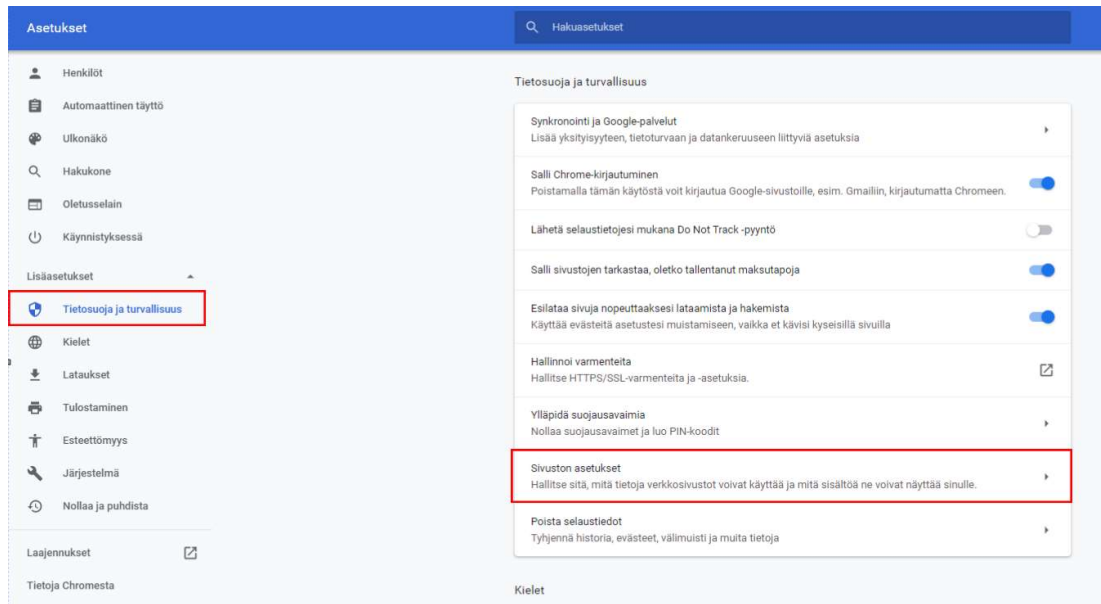 Asetukset
Hakuasetukset
Henkilöt
Automaattinen täyttö
Ulkonäkö
Hakukone
Oletusselain
Käynnistyksessä
Lisäasetukset
Tietosuoja ja turvallisuus
Kielet
Lataukset
Tulostaminen
Esteettömyys
Järjestelmä
Nollaa ja puhdista
Laajennukset
Tietoja Chromesta
Tietosuoja ja turvallisuus
Synkronointi ja Google-palvelut
Lisää yksityisyyteen, tietoturvaan ja datankeruuseen liittyviä asetuksia
Salli Chrome-kirjautuminen
Poistamalla tämän käytöstä voit kirjautua Google-sivustoille, esim. Gmailiin, kirjautumatta Chromeen.
Lähetä selaustietojesi mukana Do Not Track -pyyntö
Salli sivustojen tarkastaa, oletko tallentanut maksutapoja
Esilataa sivuja nopeuttaaksesi lataamista ja hakemista
Käyttää evästeitä asetustesi muistamiseen, vaikka et kävisi kyseisillä sivuilla
Hallinnoi varmenteita
Hallitse HTTPS/SSL-varmenteita ja -asetuksia.
Ylläpidä suojausavaimia
Nollaa suojausavaimet ja luo PIN-koodit
Sivuston asetukset
Hallitse sitä, mitä tietoja verkkosivustot voivat käyttää ja mitä sisältöä ne voivat näyttää sinulle.
Poista selaustiedot
Tyhjennä historia, evästeet, välimuisti ja muita tietoja
Kielet